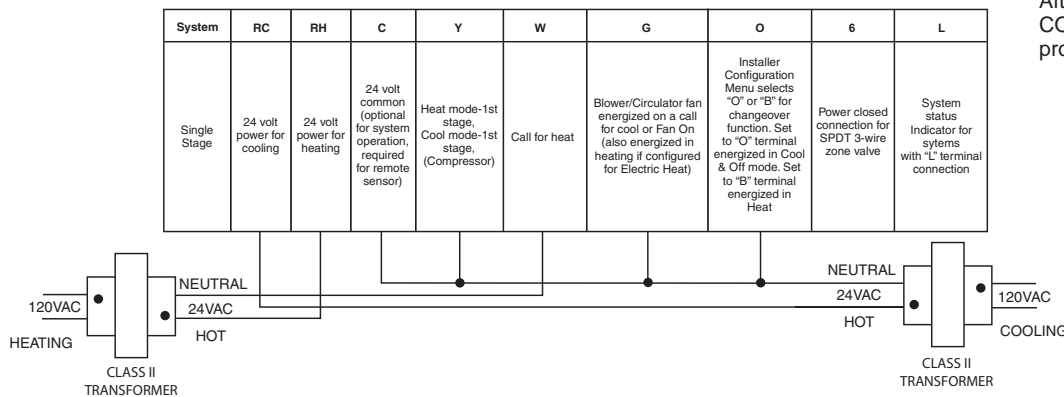 System RC RH C Y W G O 6 L
Single
Stage
24 volt
power for
cooling
24 volt
power for
heating
24 volt
common
(optional
for system
operation,
required
for remote
sensor)
Heat mode-1st
stage,
Cool mode-1st
stage,
(Compressor)
Call for heat
Blower/Circulator fan
energized on a call
for cool or Fan On
(also energized in
heating if configured
for Electric Heat)
Installer
Configuration
Menu selects
“O” or “B” for
changeover
function. Set
to “O” terminal
energized in Cool
& Off mode. Set
to “B” terminal
energized in
Heat
Power closed
connection for
SPDT 3-wire
zone valve
System
status
Indicator for
sytems
with “L” terminal
connection
CO
pro
NEUTRAL
24VAC
HOT
120VAC
HEATING
CLASS II
TRANSFORMER
NEUTRAL
24VAC
HOT
120VAC
COOLING
CLASS II
TRANSFORMER